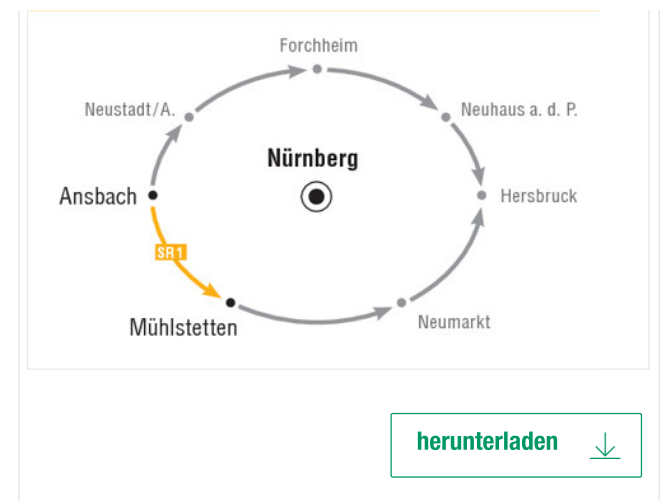 Forchheim
Neustadt/A.
Neuhaus a. d. P.
Nürnberg
Ansbach
Hersbruck
SR1
Mühlstetten
Neumarkt
herunterladen